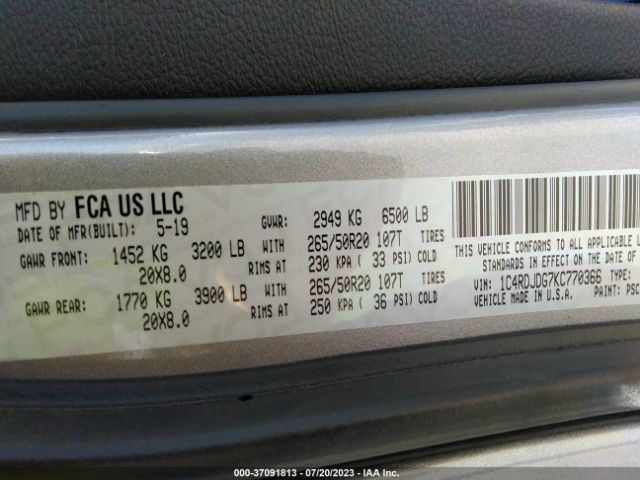 MFD BY FCA US LLC
DATE OF MFR(BUILT): 5-19 GVWR: 2949 KG 6500 LB
GAWR FRONT: 1452 KG 3200 LB WITH 265/50R20 107T TIRES
20X8.0 RIMS AT 230 KPA ( 33 PSI) COLD
GAWR REAR: 1770 KG 3900 LB WITH 265/50R20 107T TIRES
20X8.0 RIMS AT 250 KPA ( 36 PSI) COLD
THIS VEHICLE CONFORMS TO ALL APPLICABLE
STANDARDS IN EFFECT ON THE DATE OF
VIN: 1C4RDJDG7KC770366 TYPE:
VEHICLE MADE IN U.S.A. PAINT: PSC
000-37091813 - 07/20/2023 - IAA Inc.